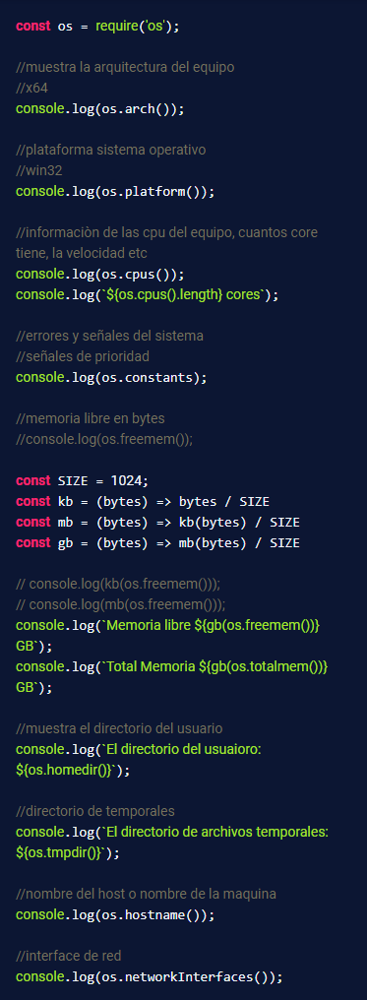 const os = require('os');
//muestra la arquitectura del equipo
//x64
console.log(os.arch());
//plataforma sistema operativo
//win32
console.log(os.platform());
//informaciòn de las cpu del equipo, cuantos core
tiene, la velocidad etc
console.log(os.cpus());
console.log(`${os.cpus().length} cores`);
//errores y señales del sistema
//señales de prioridad
console.log(os.constants);
//memoria libre en bytes
//console.log(os.freemem());
const SIZE = 1024;
const kb = (bytes) => bytes / SIZE
const mb = (bytes) => kb(bytes) / SIZE
const gb = (bytes) => mb(bytes) / SIZE
// console.log(kb(os.freemem()));
// console.log(mb(os.freemem()));
console.log(`Memoria libre ${gb(os.freemem())}
GB`);
console.log(`Total Memoria ${gb(os.totalmem())}
GB`);
//muestra el directorio del usuario
console.log(`El directorio del usuaioro:
${os.homedir()}`);
//directorio de temporales
console.log(`El directorio de archivos temporales:
${os.tmpdir()}`);
//nombre del host o nombre de la maquina
console.log(os.hostname());
//interface de red
console.log(os.networkInterfaces());